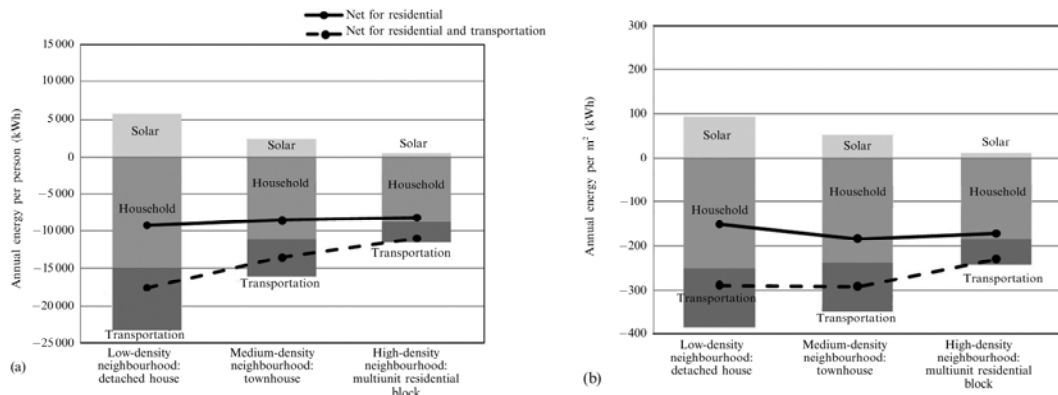 Net for residential
Net for residential and transportation
15 000
10 000
5 000
0
−5 000
−10 000
−15 000
−20 000
−25 000
Annual energy per person (kWh)
Solar
Solar
Solar
Household
Household
Household
Transportation
Transportation
Transportation
Low-density
neighbourhood:
detached house
Medium-density
neighbourhood:
townhouse
High-density
neighbourhood:
multiunit residential
block
(a)
300
200
100
0
−100
−200
−300
−400
Annual energy per m² (kWh)
Solar
Solar
Solar
Household
Household
Household
Transportation
Transportation
Transportation
Low-density
neighbourhood:
detached house
Medium-density
neighbourhood:
townhouse
High-density
neighbourhood:
multiunit residential
block
(b)